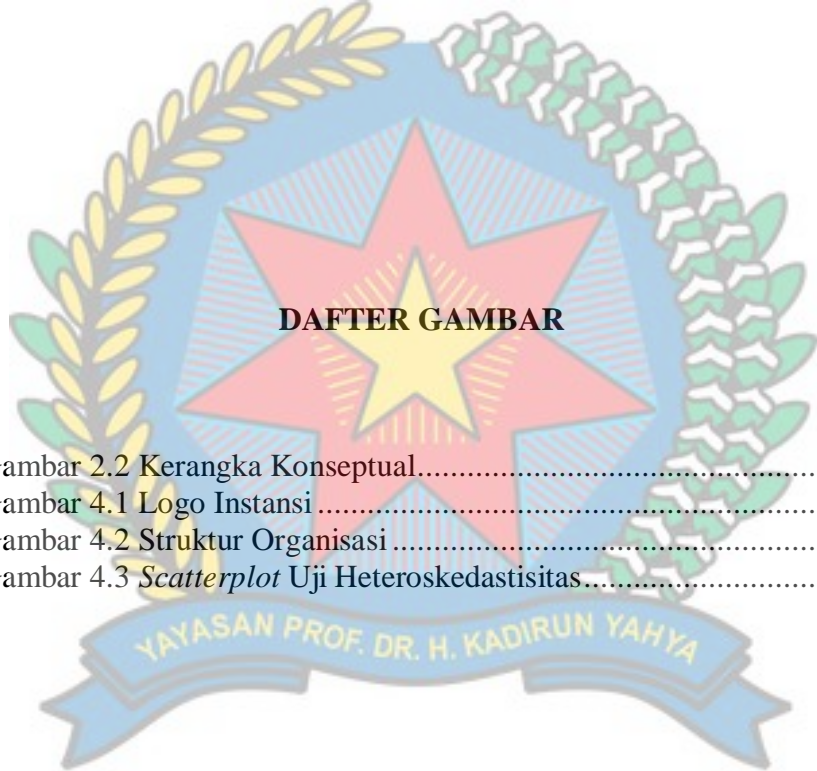 DAFTER GAMBAR
ambar 2.2 Kerangka Konseptual........................................................
ambar 4.1 Logo Instansi........................................................................
ambar 4.2 Struktur Organisasi..............................................................
ambar 4.3 Scatterplot Uji Heteroskedastisitas....................................
YAYASAN PROF. DR. H. KADIRUN YAHYA